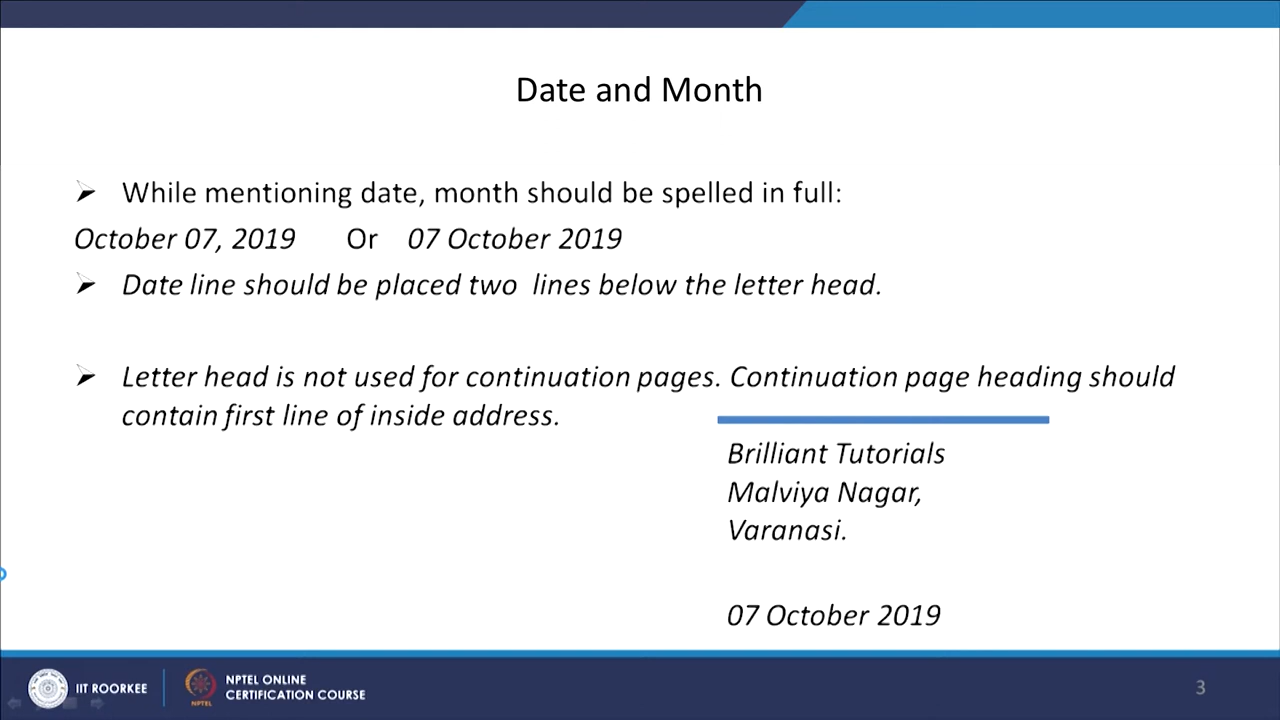 Date and Month
➢ While mentioning date, month should be spelled in full:
October 07, 2019 Or 07 October 2019
➢ Date line should be placed two lines below the letter head.
➢ Letter head is not used for continuation pages. Continuation page heading should
contain first line of inside address.
Brilliant Tutorials
Malviya Nagar,
Varanasi.
07 October 2019
IIT ROORKEE
NPTEL
NPTEL ONLINE
CERTIFICATION COURSE
3